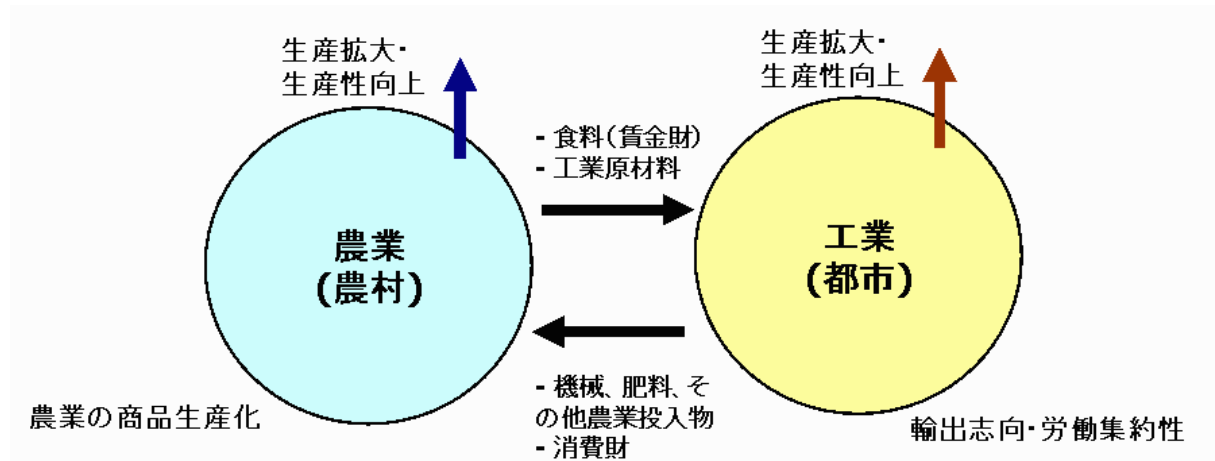 生産拡大・
生産性向上
生産拡大・
生産性向上
- 食料(賃金財)
- 工業原材料
農業
(農村)
工業
(都市)
- 機械、肥料、そ
の他農業投入物
- 消費財
農業の商品生産化
輸出志向・労働集約性